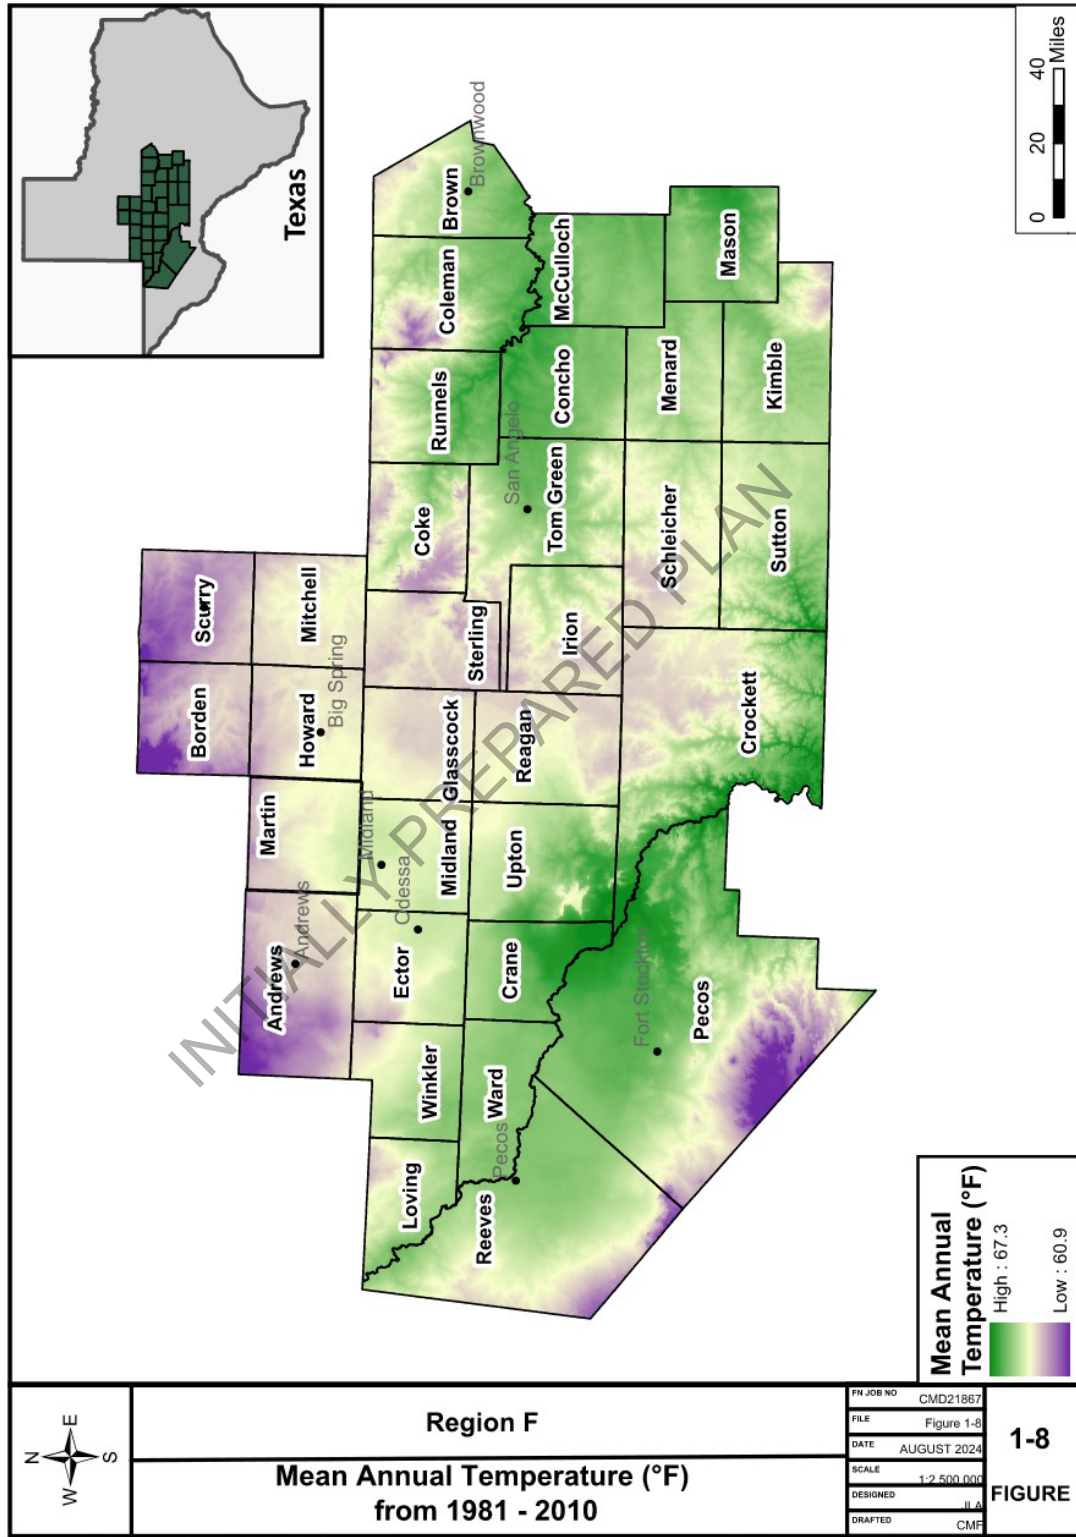 Texas
Borden
Scurry
Andrews
Andrews
Martin
Howard
Big Spring
Mitchell
Loving
Winkler
Ector
Odessa
Midland
Midland
Glasscock
Sterling
Coke
Runnels
Coleman
Brown
Brownwood
Reeves
Pecos
Ward
Crane
Upton
Reagan
Irion
Tom Green
San Angelo
Concho
McCulloch
Pecos
Fort Stockton
Crockett
Schleicher
Sutton
Menard
Kimble
Mason
INITIALLY PREPARED PLAN
0 20 40
Miles
Mean Annual
Temperature (°F)
High : 67.3
Low : 60.9
N
W E
S
Region F
Mean Annual Temperature (°F)
from 1981 - 2010
FN JOB NO CMD21867
FILE Figure 1-8
DATE AUGUST 2024
SCALE 1:2,500,000
DESIGNED JLA
DRAFTED CMF
1-8
FIGURE